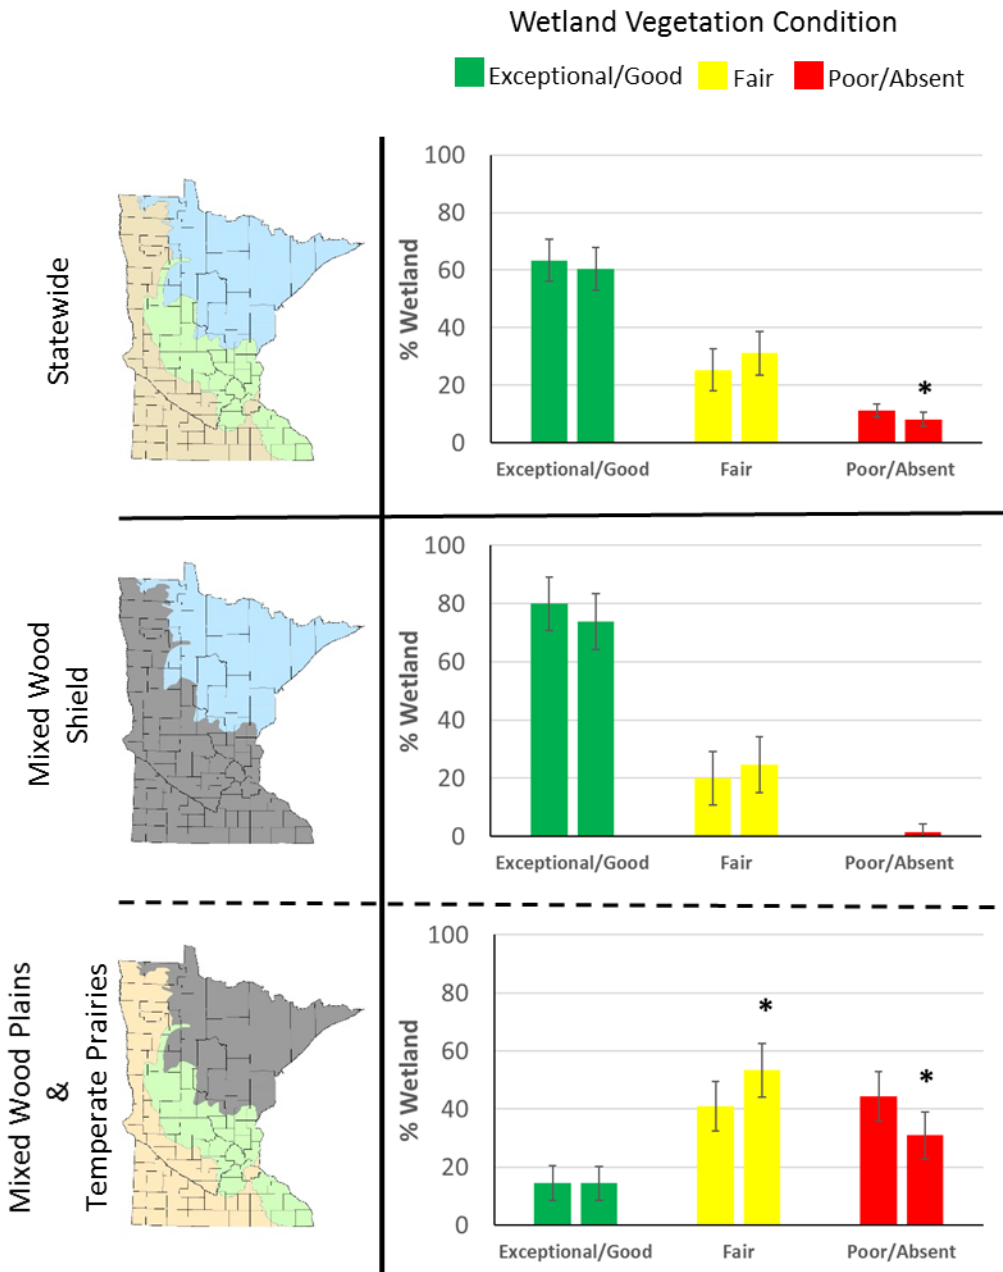 Wetland Vegetation Condition
Exceptional/Good Fair Poor/Absent
Statewide
% Wetland
100
80
60
40
20
0
*
Exceptional/Good Fair Poor/Absent
Mixed Wood
Shield
% Wetland
100
80
60
40
20
0
Exceptional/Good Fair Poor/Absent
Mixed Wood Plains
&
Temperate Prairies
% Wetland
100
80
60
40
20
0
*
*
Exceptional/Good Fair Poor/Absent